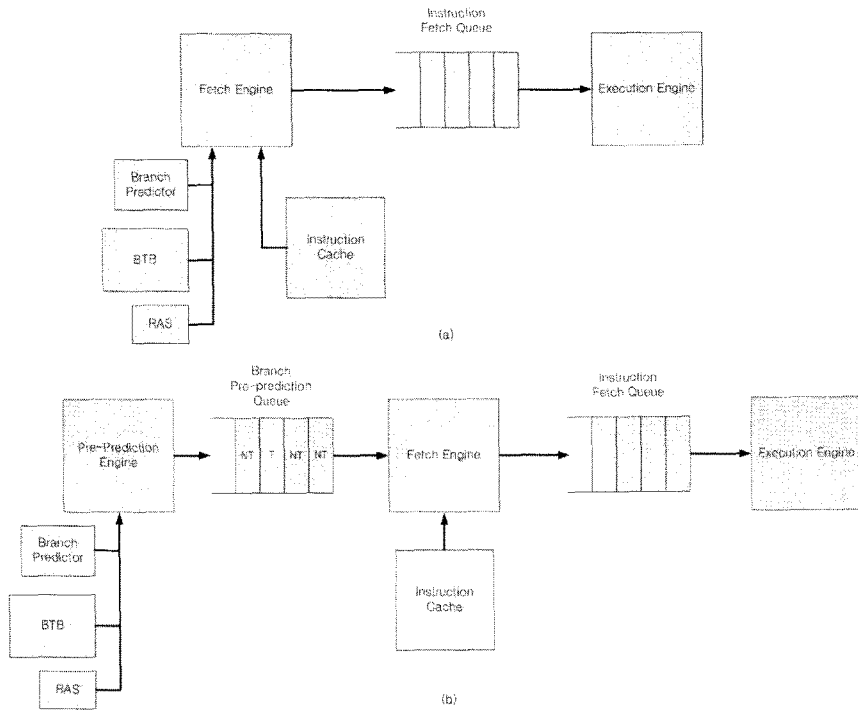 Instruction
Fetch Queue
Fetch Engine
Execution Engine
Branch
Predictor
BTB
Instruction
Cache
RAS
(a)
Branch
Pre-prediction
Queue
Instruction
Fetch Queue
Pre-Prediction
Engine
NT T NT NT
Fetch Engine
Execution Engine
Branch
Predictor
Instruction
Cache
BTB
RAS
(b)